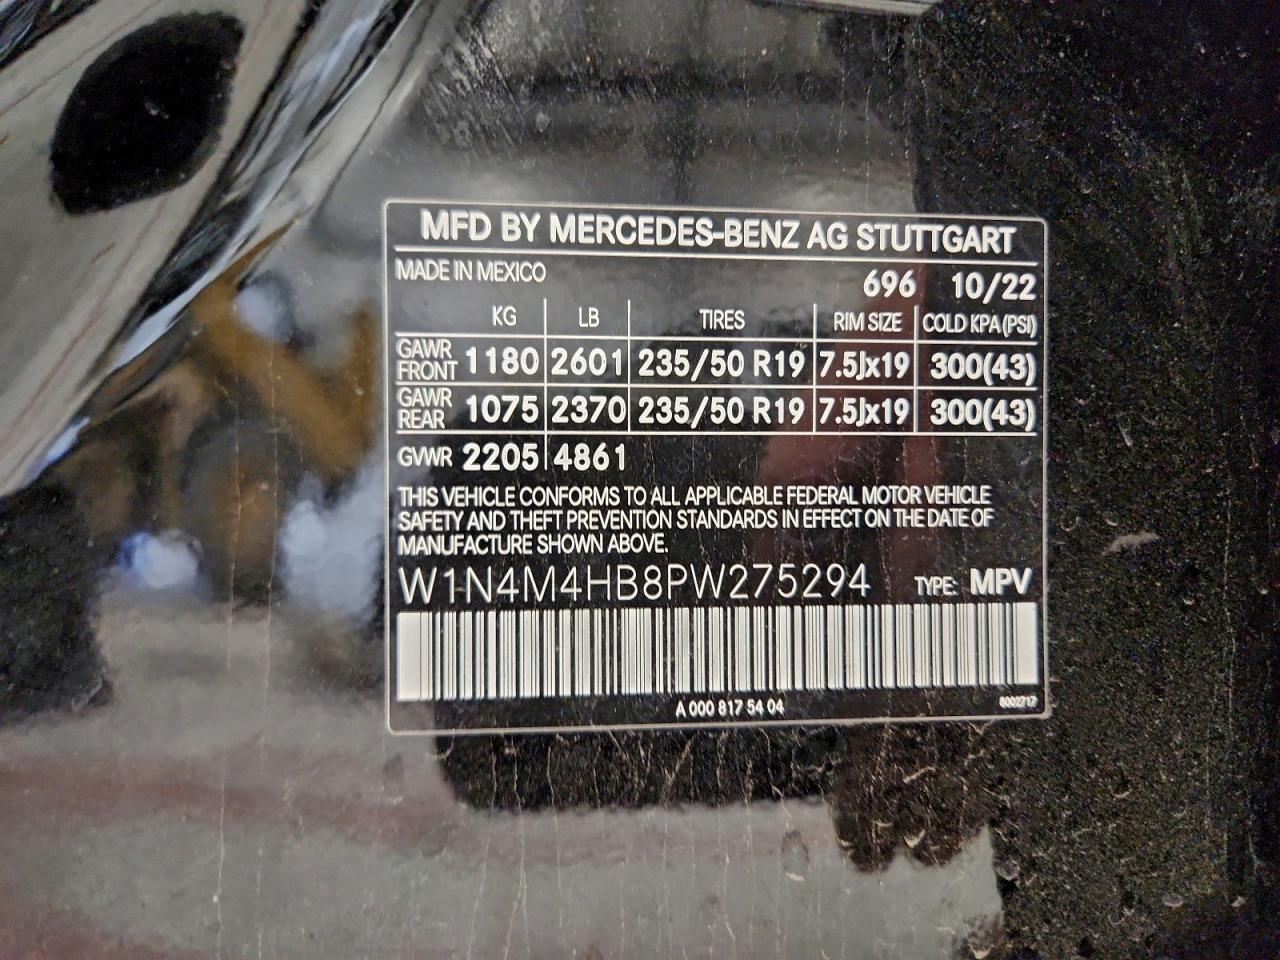 MFD BY MERCEDES-BENZ AG STUTTGART
MADE IN MEXICO 696 10/22
KG LB TIRES RIM SIZE COLD KPA(PSI)
GAWR FRONT 1180 2601 235/50 R19 7.5Jx19 300(43)
GAWR REAR 1075 2370 235/50 R19 7.5Jx19 300(43)
GVWR 2205 4861
THIS VEHICLE CONFORMS TO ALL APPLICABLE FEDERAL MOTOR VEHICLE
SAFETY AND THEFT PREVENTION STANDARDS IN EFFECT ON THE DATE OF
MANUFACTURE SHOWN ABOVE.
W1N4M4HB8PW275294 TYPE: MPV
A 000 817 54 04 8002717